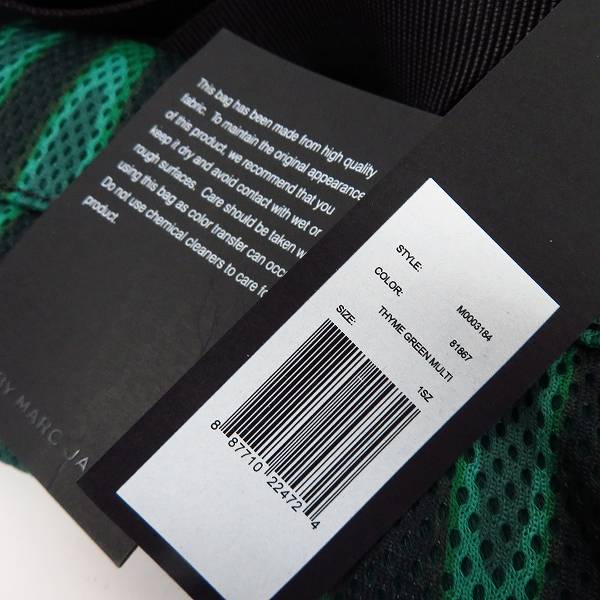 This bag has been made from high quality
fabric. To maintain the original appearance
of this product, we recommend that you
keep it dry and avoid contact with wet or
rough surfaces. Care should be taken w
using this bag as color transfer can occ
Do not use chemical cleaners to care fo
product.
BY MARC JA
STYLE: M0003184
COLOR: 81867
THYME GREEN MULTI
SIZE: 1SZ
8 87710 22472 4